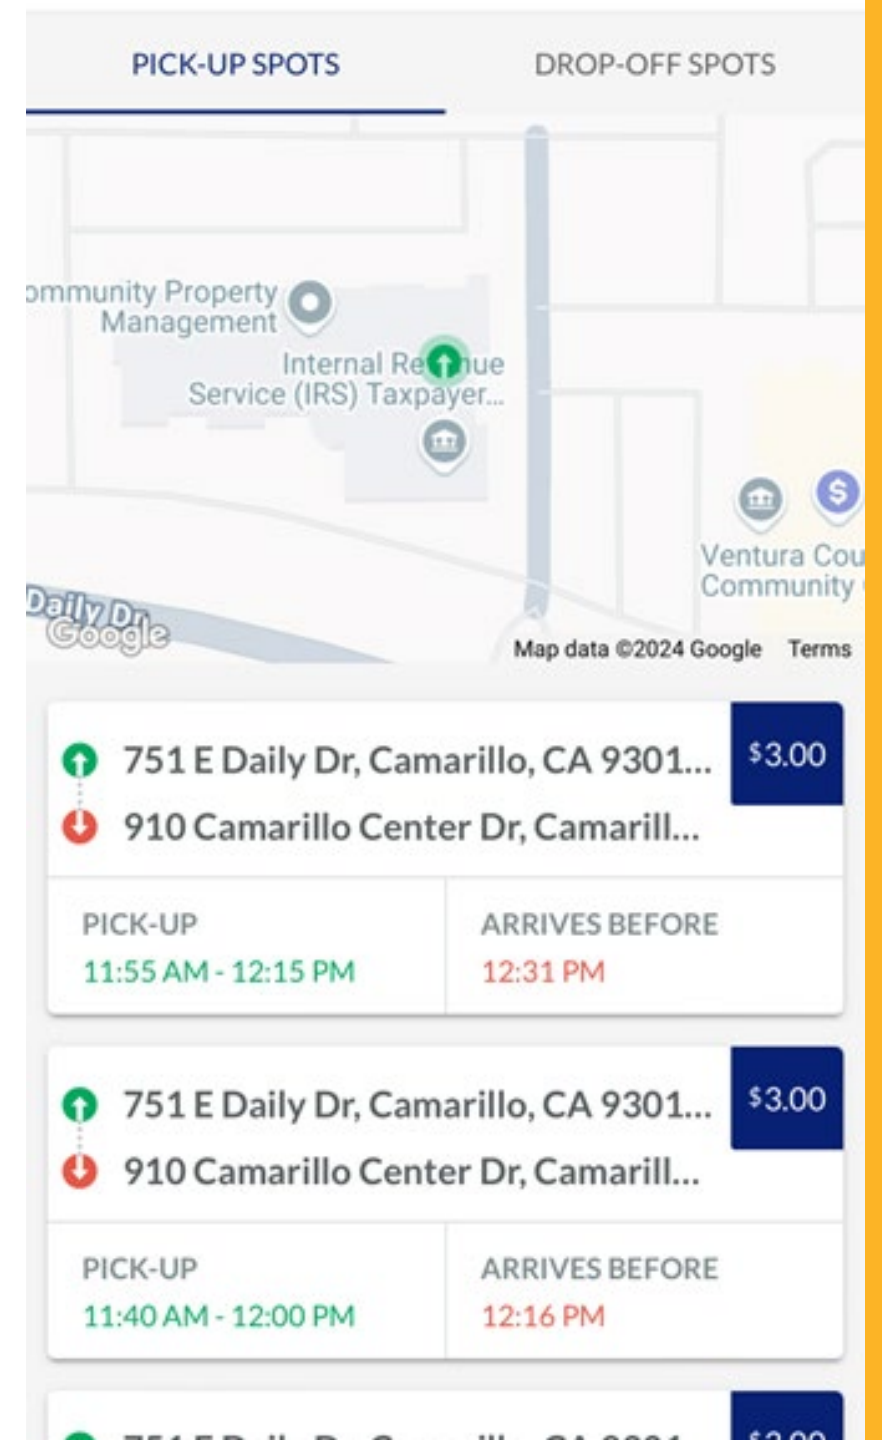 PICK-UP SPOTS
DROP-OFF SPOTS
ommunity Property
Management
Internal Re nue
Service (IRS) Taxpayer...
$
Ventura Cou
Community
Daily Dr
Google
Map data ©2024 Google Terms
751 E Daily Dr, Camarillo, CA 9301...
$3.00
910 Camarillo Center Dr, Camarill...
PICK-UP
ARRIVES BEFORE
11:55 AM - 12:15 PM
12:31 PM
751 E Daily Dr, Camarillo, CA 9301...
$3.00
910 Camarillo Center Dr, Camarill...
PICK-UP
ARRIVES BEFORE
11:40 AM - 12:00 PM
12:16 PM